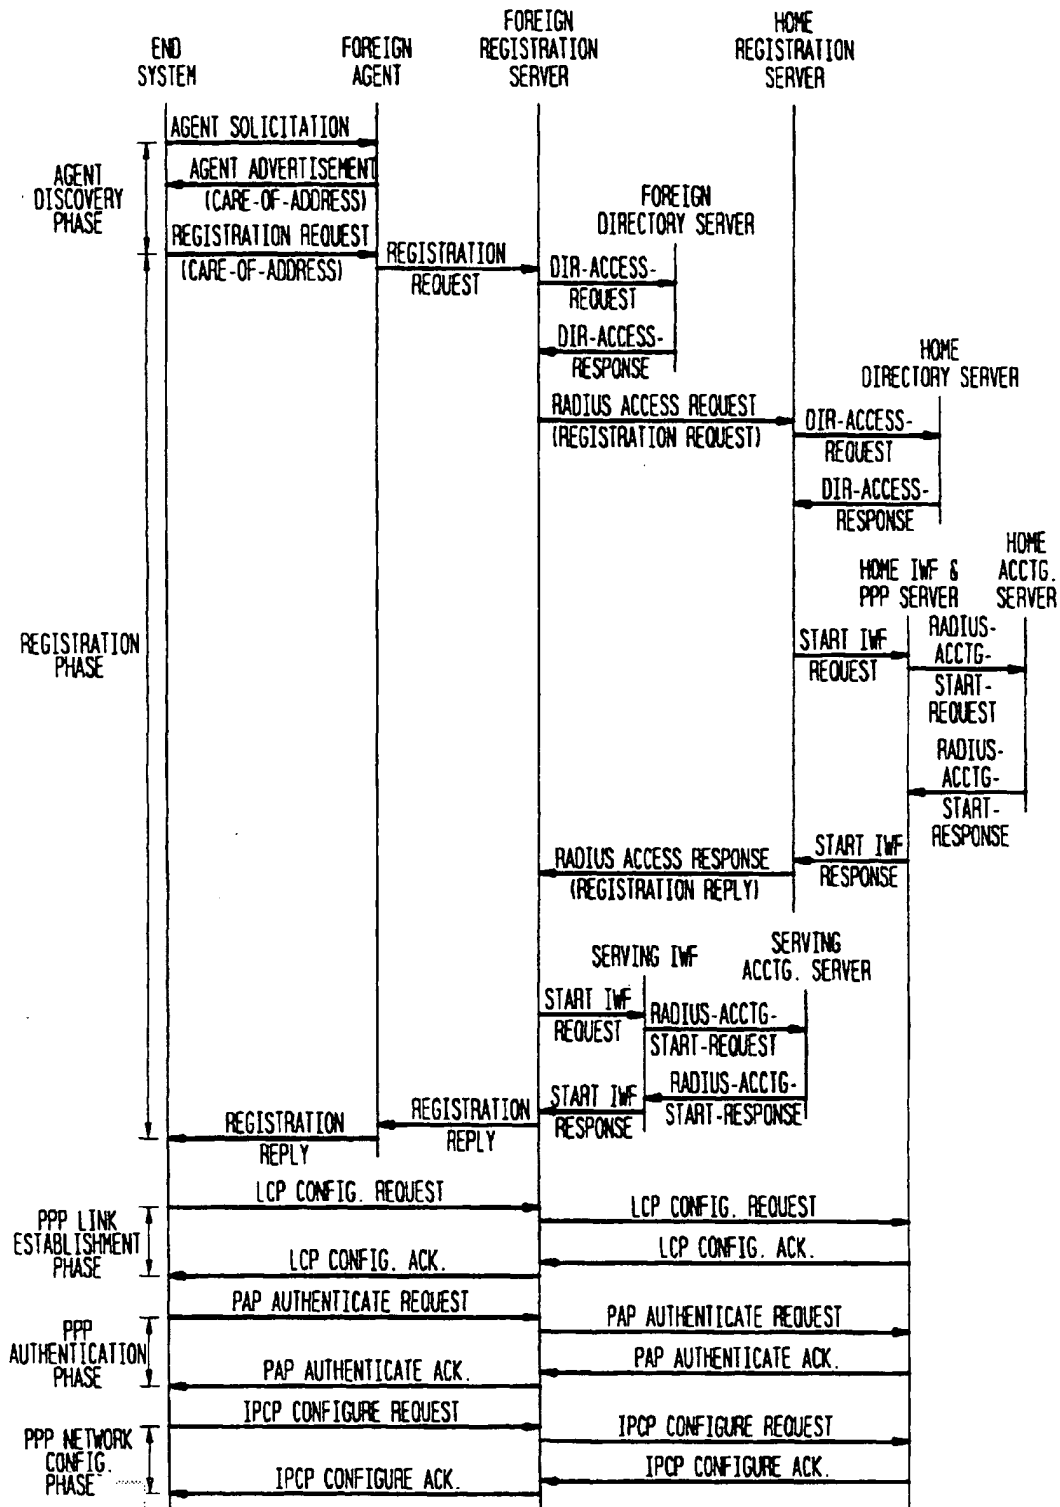 END
SYSTEM
FOREIGN
AGENT
FOREIGN
REGISTRATION
SERVER
HOME
REGISTRATION
SERVER
AGENT SOLICITATION
AGENT ADVERTISEMENT
(CARE-OF-ADDRESS)
AGENT
DISCOVERY
PHASE
REGISTRATION REQUEST
(CARE-OF-ADDRESS)
REGISTRATION
REQUEST
FOREIGN
DIRECTORY SERVER
DIR-ACCESS-
REQUEST
DIR-ACCESS-
RESPONSE
HOME
DIRECTORY SERVER
RADIUS ACCESS REQUEST
(REGISTRATION REQUEST)
DIR-ACCESS-
REQUEST
DIR-ACCESS-
RESPONSE
HOME IWF &
PPP SERVER
HOME
ACCTG.
SERVER
REGISTRATION
PHASE
START IWF
REQUEST
RADIUS-
ACCTG-
START-
REQUEST
RADIUS-
ACCTG-
START-
RESPONSE
START IWF
RESPONSE
RADIUS ACCESS RESPONSE
(REGISTRATION REPLY)
SERVING IWF
SERVING
ACCTG. SERVER
START IWF
REQUEST
RADIUS-ACCTG-
START-REQUEST
RADIUS-ACCTG-
START-RESPONSE
START IWF
RESPONSE
REGISTRATION
REPLY
REGISTRATION
REPLY
LCP CONFIG. REQUEST
LCP CONFIG. REQUEST
PPP LINK
ESTABLISHMENT
PHASE
LCP CONFIG. ACK.
LCP CONFIG. ACK.
PAP AUTHENTICATE REQUEST
PAP AUTHENTICATE REQUEST
PPP
AUTHENTICATION
PHASE
PAP AUTHENTICATE ACK.
PAP AUTHENTICATE ACK.
IPCP CONFIGURE REQUEST
IPCP CONFIGURE REQUEST
PPP NETWORK
CONFIG.
PHASE
IPCP CONFIGURE ACK.
IPCP CONFIGURE ACK.